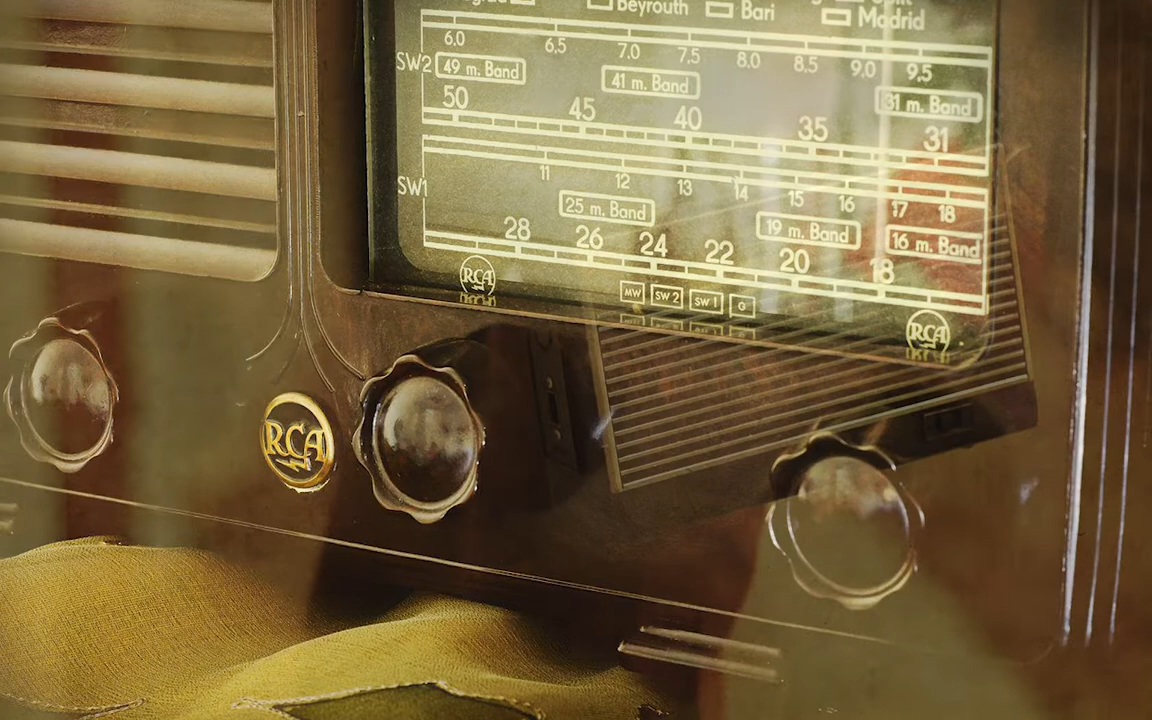 Beyrouth Bari Madrid
6.0 6,5 7.0 7.5 8.0 8.5 9.0 9.5
SW2 49 m. Band 41 m. Band 31 m. Band
50 45 40 35 31
SW1 11 12 13 14 15 16 17 18
25 m. Band 19 m. Band 16 m. Band
28 26 24 22 20 18
RCA MW SW 2 SW 1 G RCA
RCA